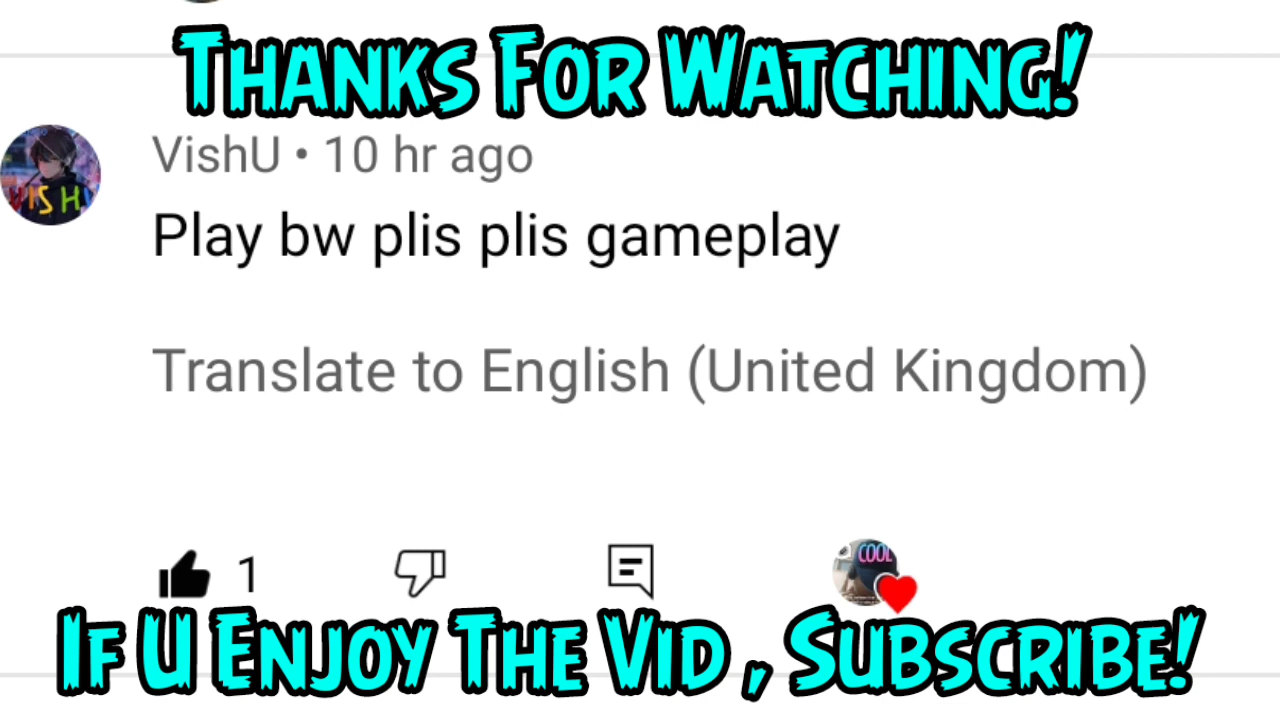 THANKS FOR WATCHING!
VishU • 10 hr ago
Play bw plis plis gameplay
Translate to English (United Kingdom)
1
COOL
IF U ENJOY THE VID , SUBSCRIBE!